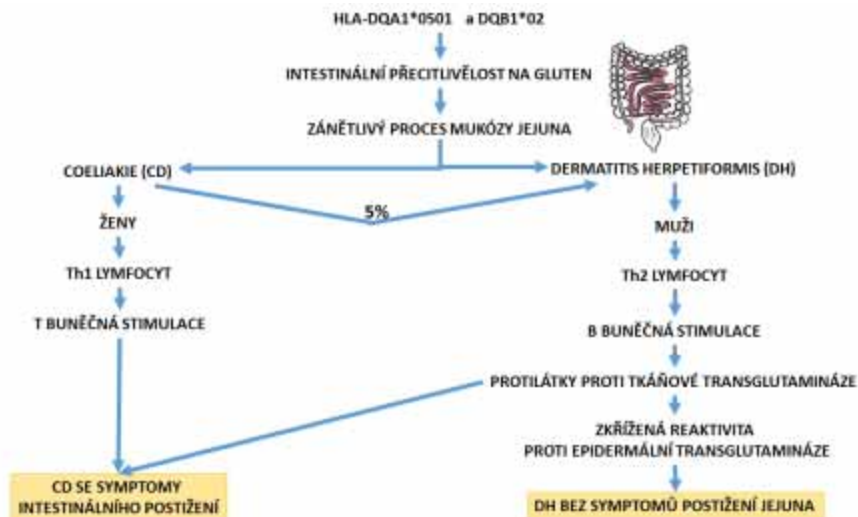 HLA-DQA1*0501 a DQB1*02
INTESTINÁLNÍ PŘECITLIVĚLOST NA GLUTEN
ZÁNĚTLIVÝ PROCES MUKÓZY JEJUNA
COELIAKIE (CD)
DERMATITIS HERPETIFORMIS (DH)
5%
ŽENY
MUŽI
Th1 LYMFOCYT
Th2 LYMFOCYT
T BUNĚČNÁ STIMULACE
B BUNĚČNÁ STIMULACE
PROTILÁTKY PROTI TKÁŇOVÉ TRANSGLUTAMINÁZE
ZKŘÍŽENÁ REAKTIVITA
PROTI EPIDERMÁLNÍ TRANSGLUTAMINÁZE
CD SE SYMPTOMY
INTESTINÁLNÍHO POSTIŽENÍ
DH BEZ SYMPTOMŮ POSTIŽENÍ JEJUNA